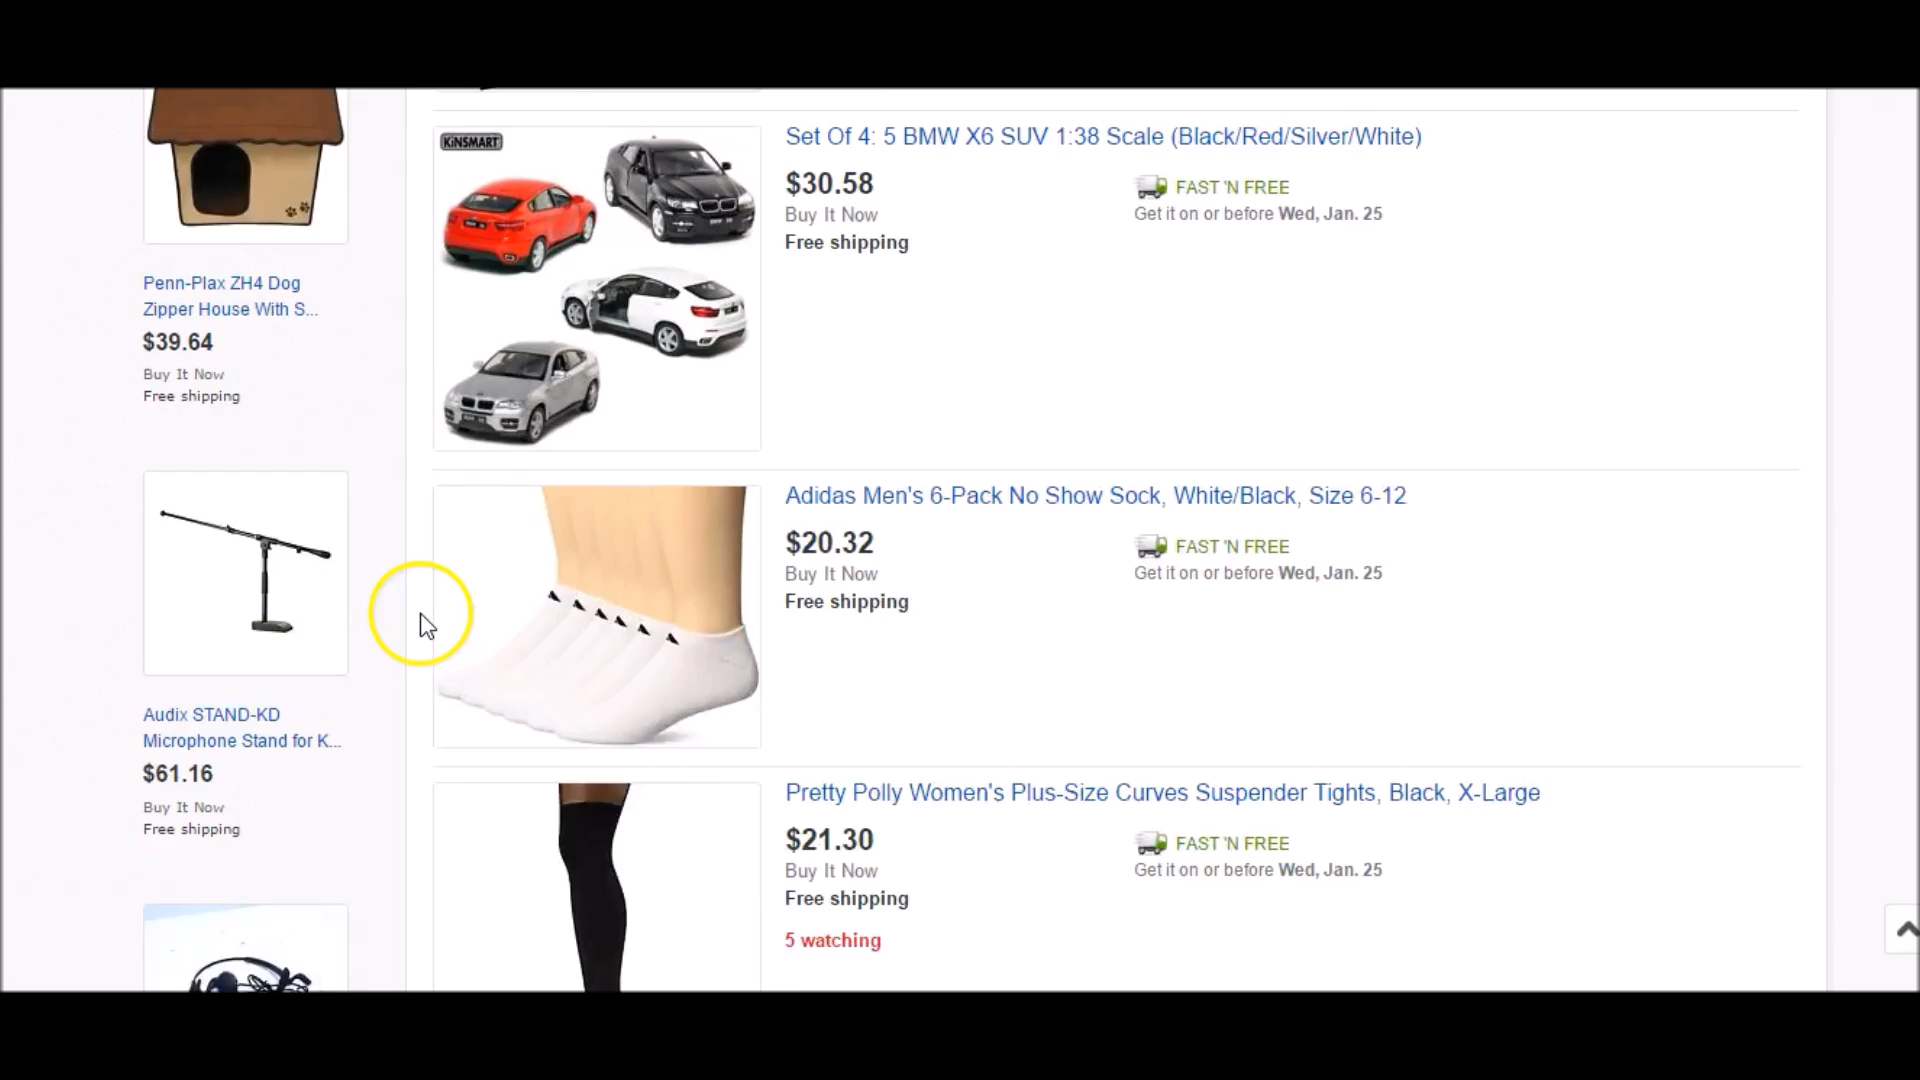 Penn-Plax ZH4 Dog
Zipper House With S...
$39.64
Buy It Now
Free shipping
Audix STAND-KD
Microphone Stand for K...
$61.16
Buy It Now
Free shipping
KiNSMART
Set Of 4: 5 BMW X6 SUV 1:38 Scale (Black/Red/Silver/White)
$30.58
Buy It Now
Free shipping
FAST 'N FREE
Get it on or before Wed, Jan. 25
Adidas Men's 6-Pack No Show Sock, White/Black, Size 6-12
$20.32
Buy It Now
Free shipping
FAST 'N FREE
Get it on or before Wed, Jan. 25
Pretty Polly Women's Plus-Size Curves Suspender Tights, Black, X-Large
$21.30
Buy It Now
Free shipping
5 watching
FAST 'N FREE
Get it on or before Wed, Jan. 25